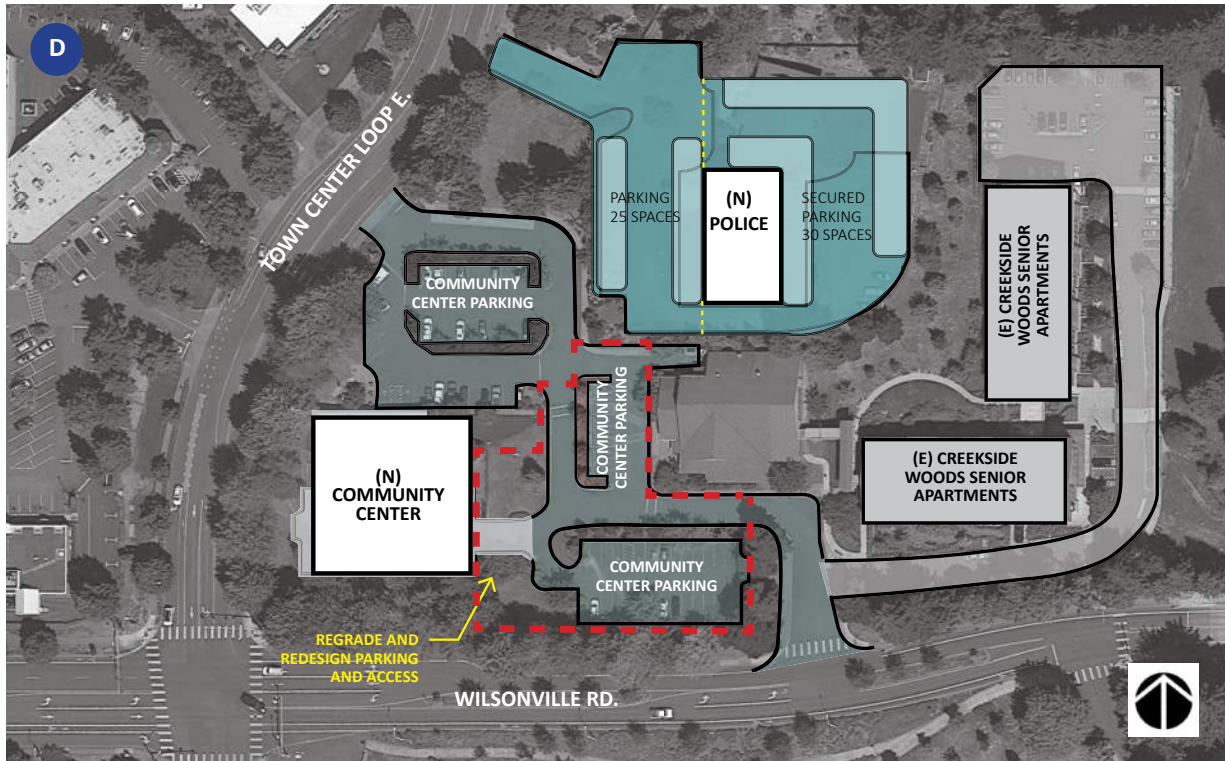 D
TOWN CENTER LOOP E.
PARKING
25 SPACES
(N)
POLICE
SECURED
PARKING
30 SPACES
COMMUNITY
CENTER PARKING
(E) CREEKSIDE
WOODS SENIOR
APARTMENTS
COMMUNITY
CENTER PARKING
(N)
COMMUNITY
CENTER
(E) CREEKSIDE
WOODS SENIOR
APARTMENTS
COMMUNITY
CENTER PARKING
REGRADE AND
REDESIGN PARKING
AND ACCESS
WILSONVILLE RD.